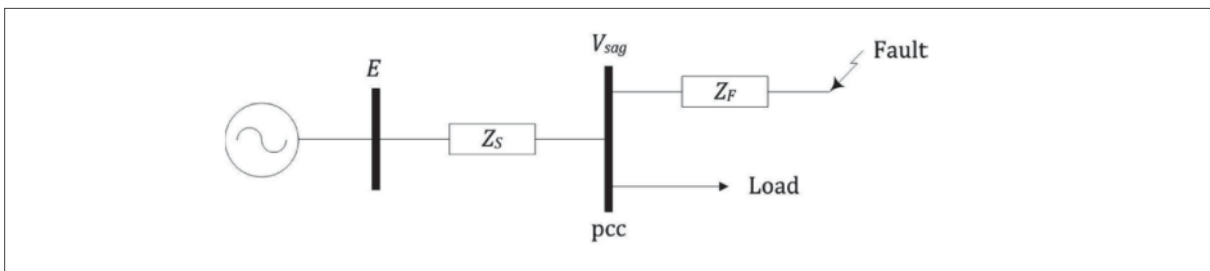 E
Z_S
V_sag
pcc
Z_F
Fault
Load